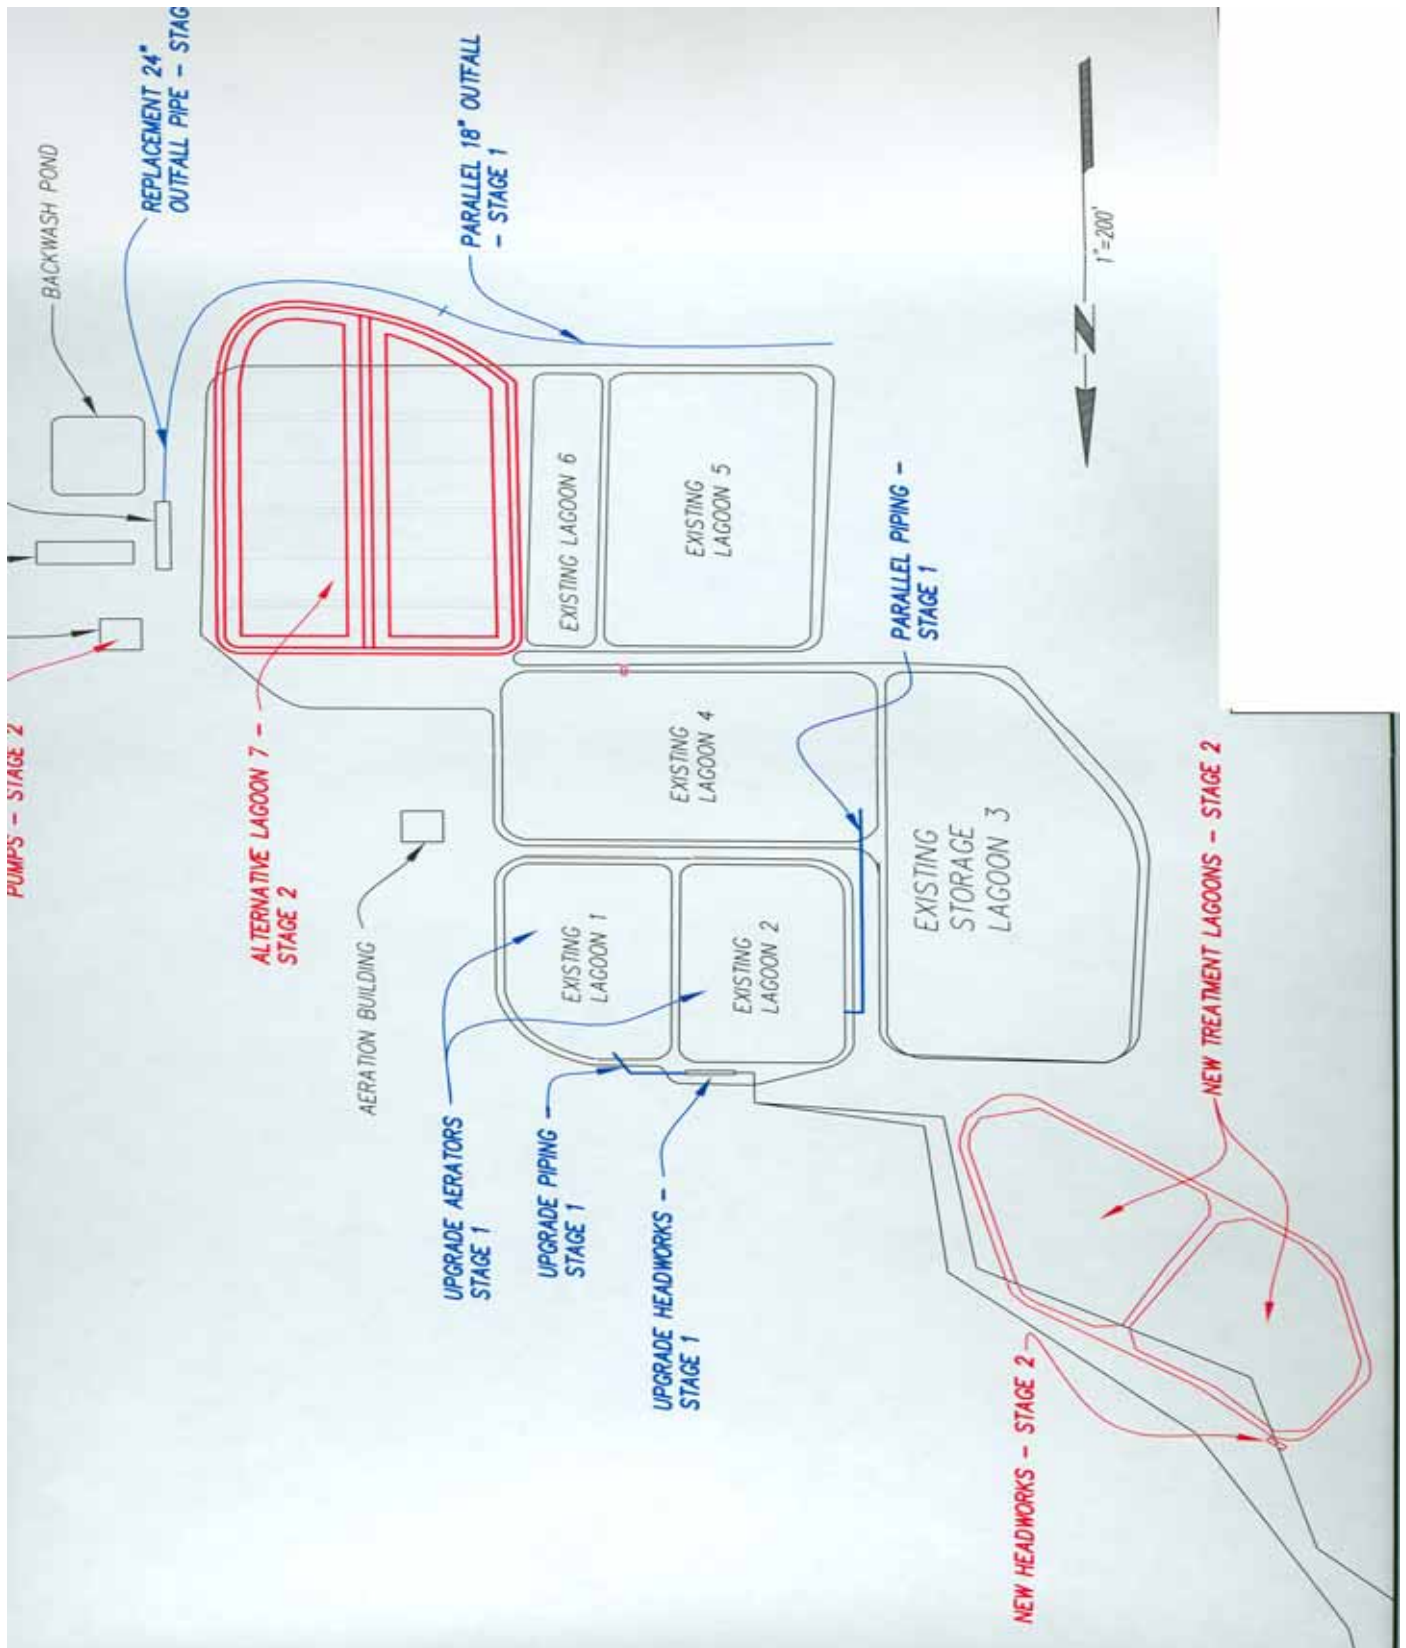 REPLACEMENT 24"
OUTFALL PIPE - STAG
BACKWASH POND
PARALLEL 18" OUTFALL
- STAGE 1
1"=200'
N
EXISTING LAGOON 6
EXISTING
LAGOON 5
PARALLEL PIPING -
STAGE 1
PUMPS - STAGE 2
ALTERNATIVE LAGOON 7 -
STAGE 2
EXISTING
LAGOON 4
EXISTING
STORAGE
LAGOON 3
AERATION BUILDING
EXISTING
LAGOON 1
EXISTING
LAGOON 2
NEW TREATMENT LAGOONS - STAGE 2
UPGRADE AERATORS
STAGE 1
UPGRADE PIPING -
STAGE 1
UPGRADE HEADWORKS -
STAGE 1
NEW HEADWORKS - STAGE 2